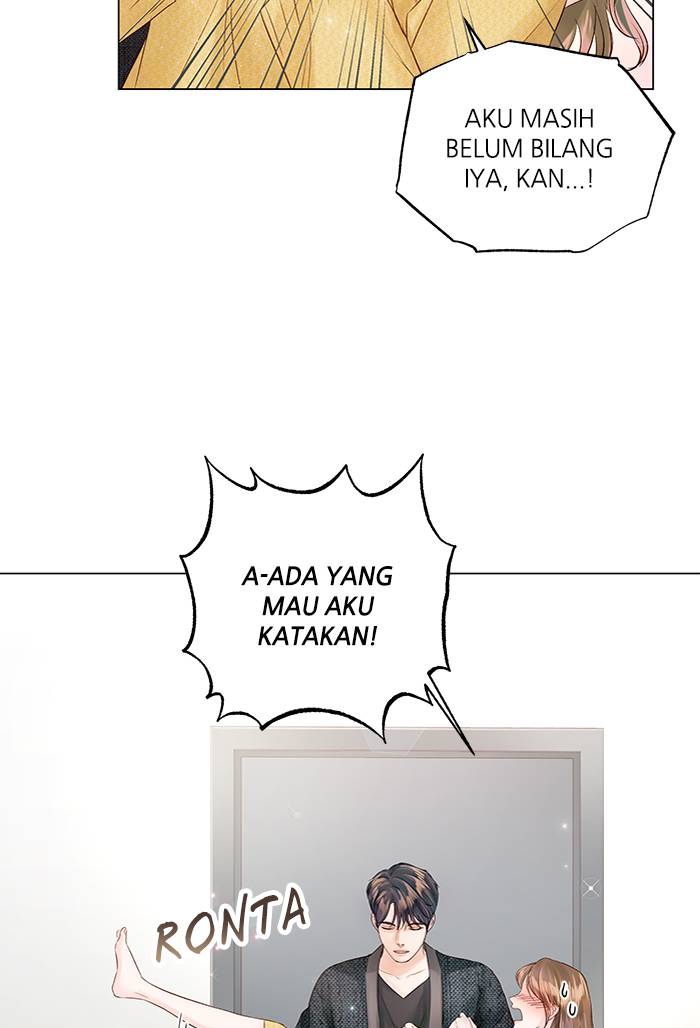 AKU MASIH
BELUM BILANG
IYA, KAN...!
A-ADA YANG
MAU AKU
KATAKAN!
RONTA